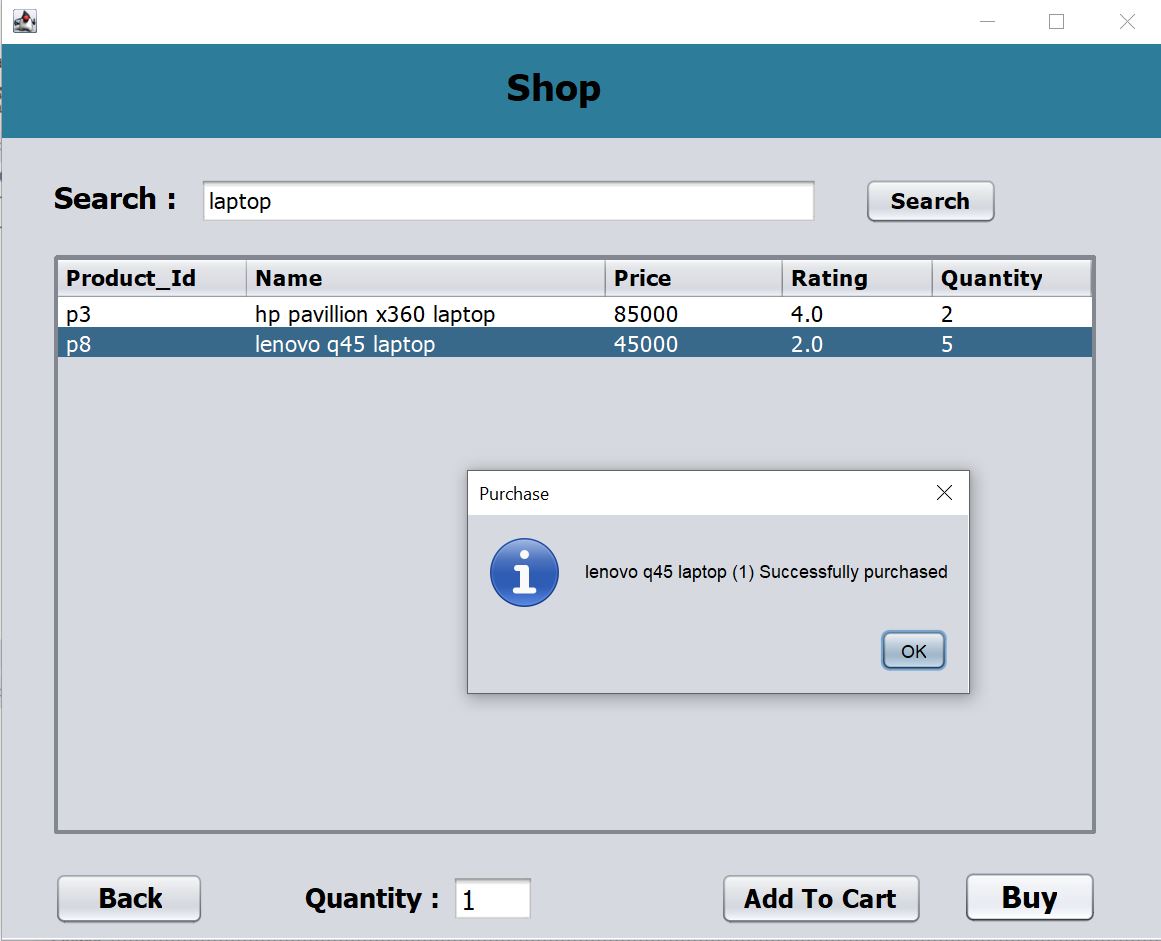 Shop
Search : laptop Search
Product_Id Name Price Rating Quantity
p3 hp pavillion x360 laptop 85000 4.0 2
p8 lenovo q45 laptop 45000 2.0 5
Purchase
lenovo q45 laptop (1) Successfully purchased
OK
Back Quantity : 1 Add To Cart Buy